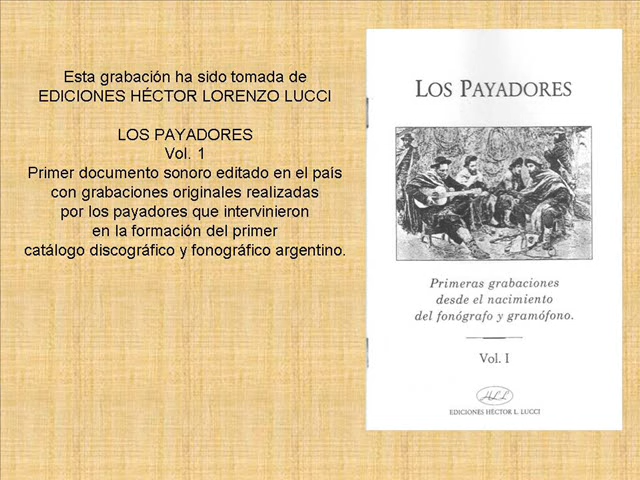 Esta grabación ha sido tomada de
EDICIONES HÉCTOR LORENZO LUCCI
LOS PAYADORES
Vol. 1
Primer documento sonoro editado en el país
con grabaciones originales realizadas
por los payadores que intervinieron
en la formación del primer
catálogo discográfico y fonográfico argentino.
LOS PAYADORES
Primeras grabaciones
desde el nacimiento
del fonógrafo y gramófono.
Vol. I
HLL
EDICIONES HÉCTOR L. LUCCI